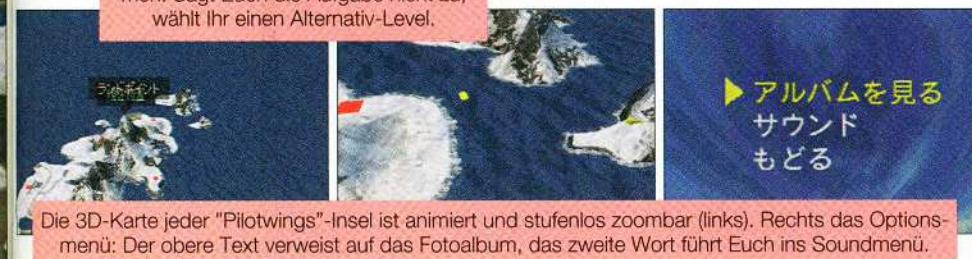 wählt Ihr einen Alternativ-Level.
アルバムを見る
サウンド
もどる
Die 3D-Karte jeder "Pilotwings"-Insel ist animiert und stufenlos zoombar (links). Rechts das Options-
menü: Der obere Text verweist auf das Fotoalbum, das zweite Wort führt Euch ins Soundmenü.